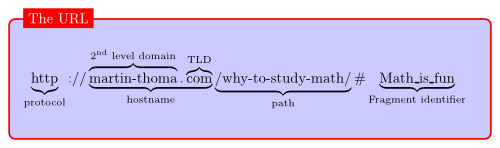 The URL
2nd level domain TLD
http :// martin-thoma . com /why-to-study-math/ # Math_is_fun
protocol hostname path Fragment identifier